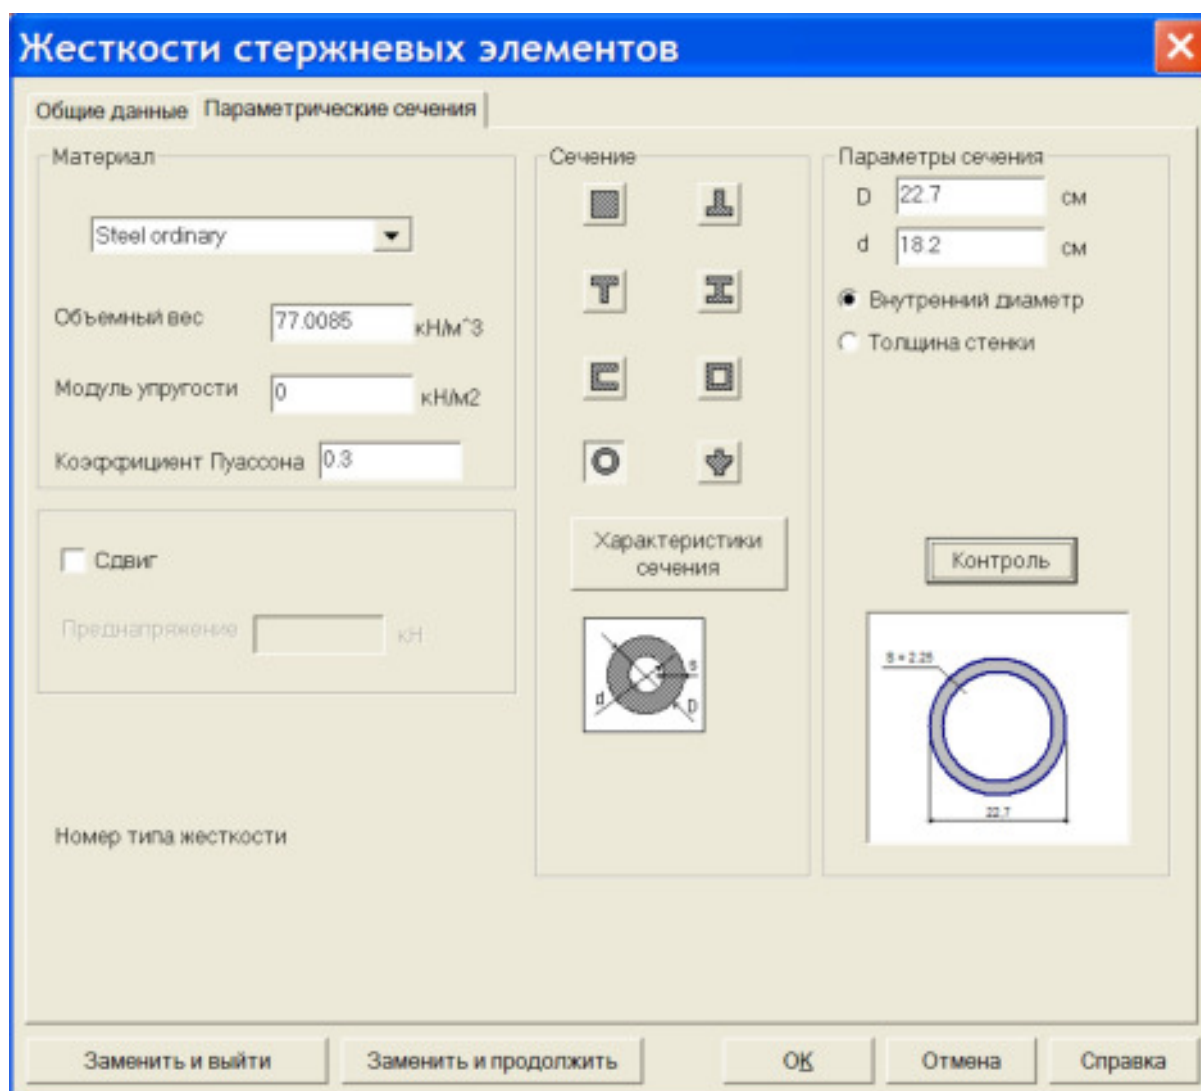 Жесткости стержневых элементов
Общие данные Параметрические сечения
Материал
Steel ordinary
Объемный вес 77.0085 кН/м^3
Модуль упругости 0 кН/м2
Коэффициент Пуассона 0.3
Сдвиг
Преднапряжение кН
Номер типа жесткости
Сечение
Характеристики
сечения
s
d D
Параметры сечения
D 22.7 см
d 18.2 см
Внутренний диаметр
Толщина стенки
Контроль
S = 2.25
22.7
Заменить и выйти Заменить и продолжить OK Отмена Справка